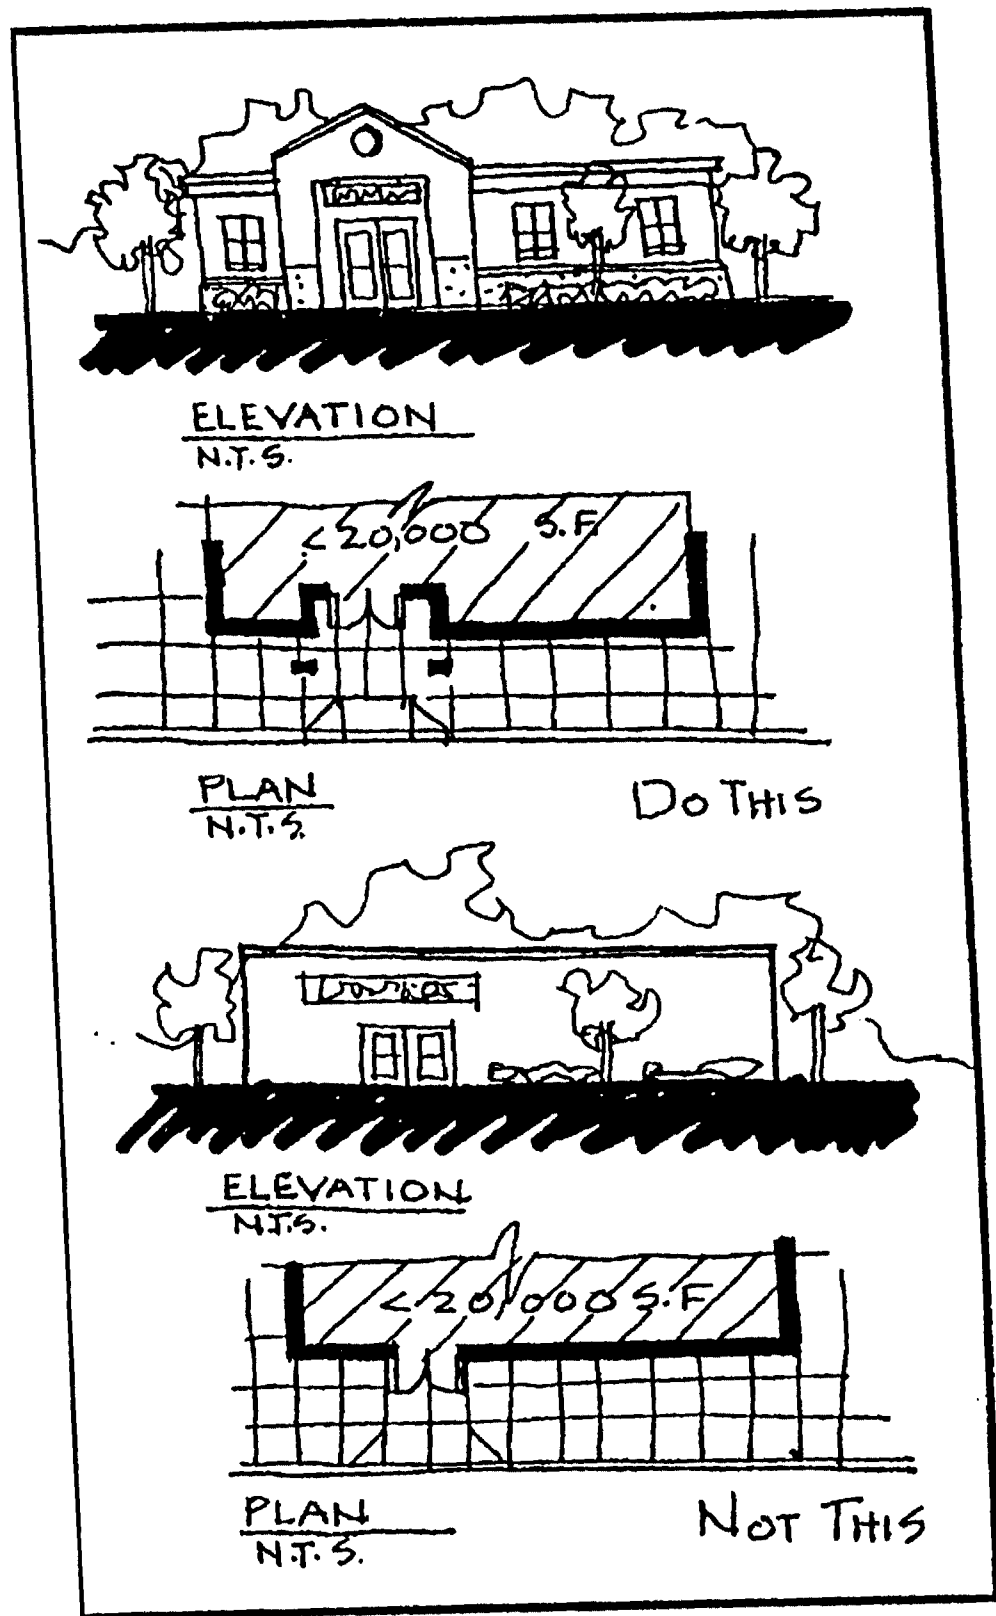 ELEVATION
N.T.S.
<20,000 S.F
PLAN
N.T.S.
DO THIS
ELEVATION
N.T.S.
<20,000 S.F
PLAN
N.T.S.
NOT THIS